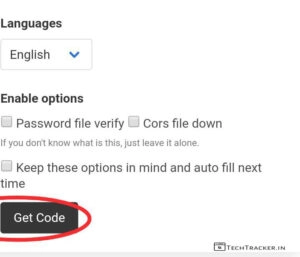 Languages
English
Enable options
Password file verify Cors file down
If you don't know what is this, just leave it alone.
Keep these options in mind and auto fill next
time
Get Code
TECHTRACKER.IN